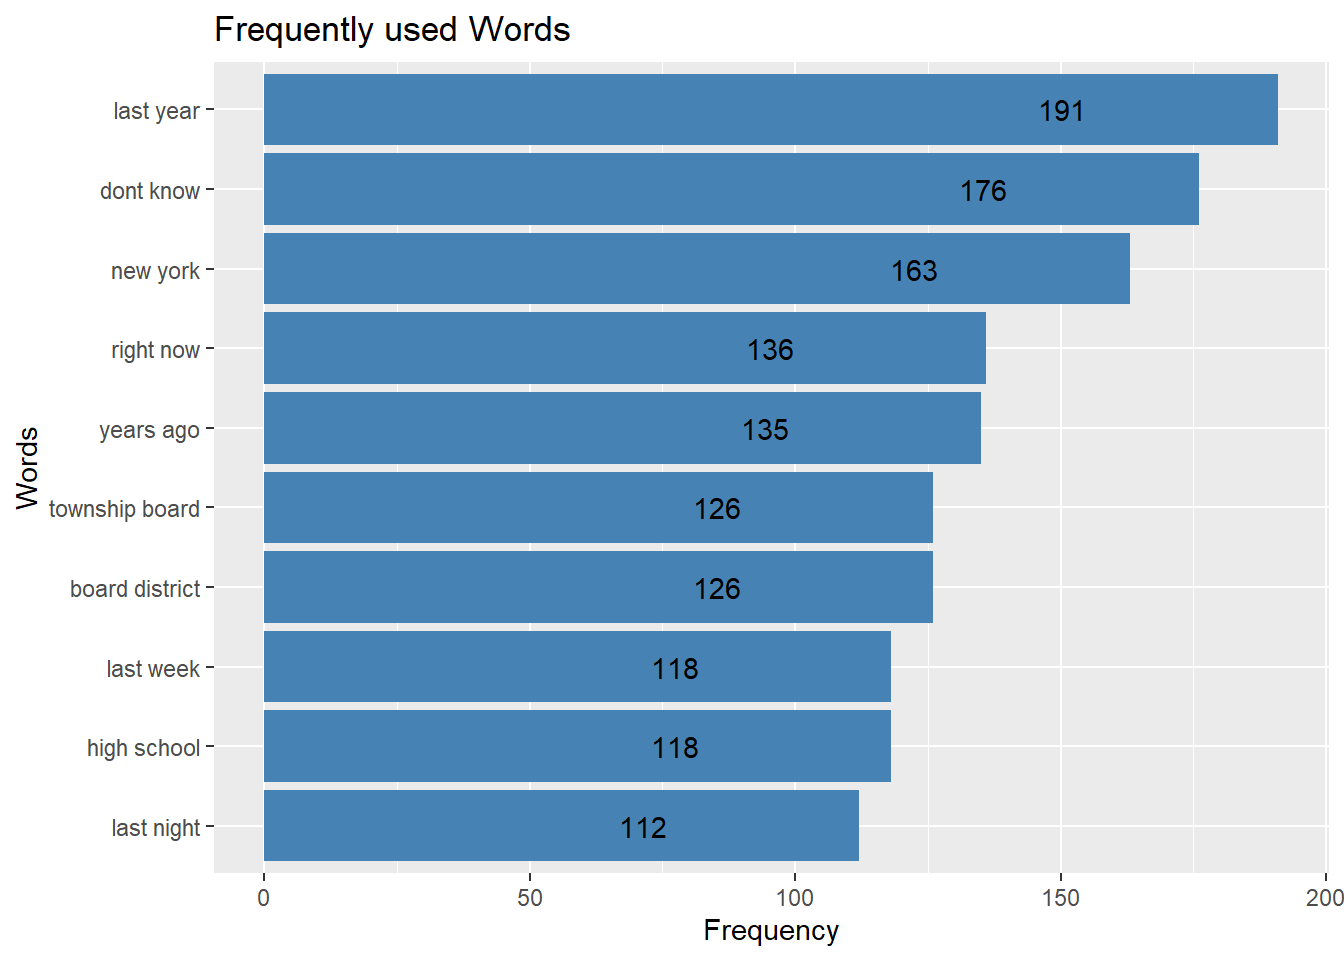 Frequently used Words
last year 191
dont know 176
new york 163
right now 136
years ago 135
township board 126
board district 126
last week 118
high school 118
last night 112
Words
0 50 100 150 200
Frequency